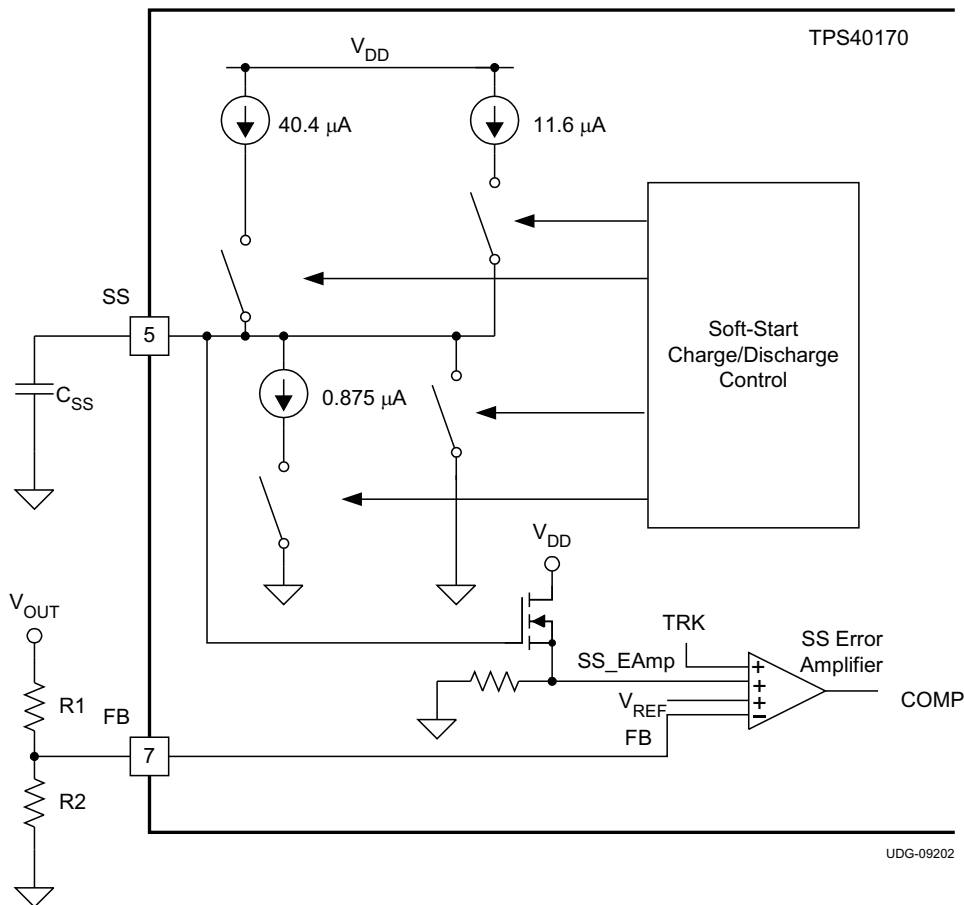 TPS40170
VDD
40.4 μA
11.6 μA
SS
5
Soft-Start
Charge/Discharge
Control
CSS
0.875 μA
VDD
VOUT
TRK
SS Error
Amplifier
SS_EAmp
+
+
+
−
COMP
R1
VREF
FB
FB
7
R2
UDG-09202